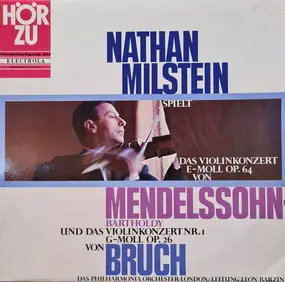 HÖR
ZU
ELECTROLA
NATHAN
MILSTEIN
SPIELT
DAS VIOLINKONZERT
E-MOLL OP. 64
VON
MENDELSSOHN-
BARTHOLDY
UND DAS VIOLINKONZERT NR. 1
G-MOLL OP. 26
VON
BRUCH
DAS PHILHARMONIA ORCHESTER LONDON/LEITUNG LEON BARZIN